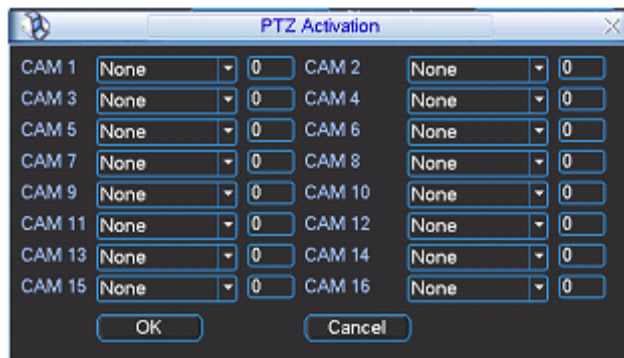 PTZ Activation
CAM 1 None 0 CAM 2 None 0
CAM 3 None 0 CAM 4 None 0
CAM 5 None 0 CAM 6 None 0
CAM 7 None 0 CAM 8 None 0
CAM 9 None 0 CAM 10 None 0
CAM 11 None 0 CAM 12 None 0
CAM 13 None 0 CAM 14 None 0
CAM 15 None 0 CAM 16 None 0
OK Cancel